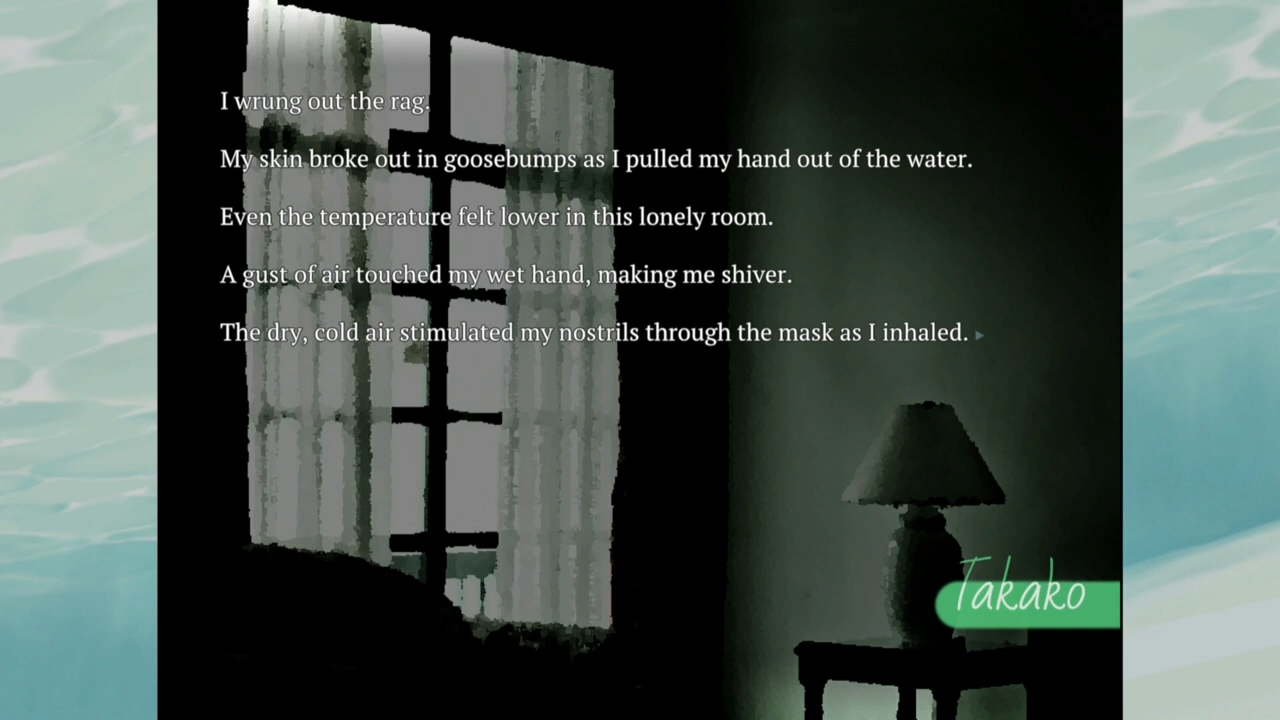 I wrung out the rag.
My skin broke out in goosebumps as I pulled my hand out of the water.
Even the temperature felt lower in this lonely room.
A gust of air touched my wet hand, making me shiver.
The dry, cold air stimulated my nostrils through the mask as I inhaled.
Takako